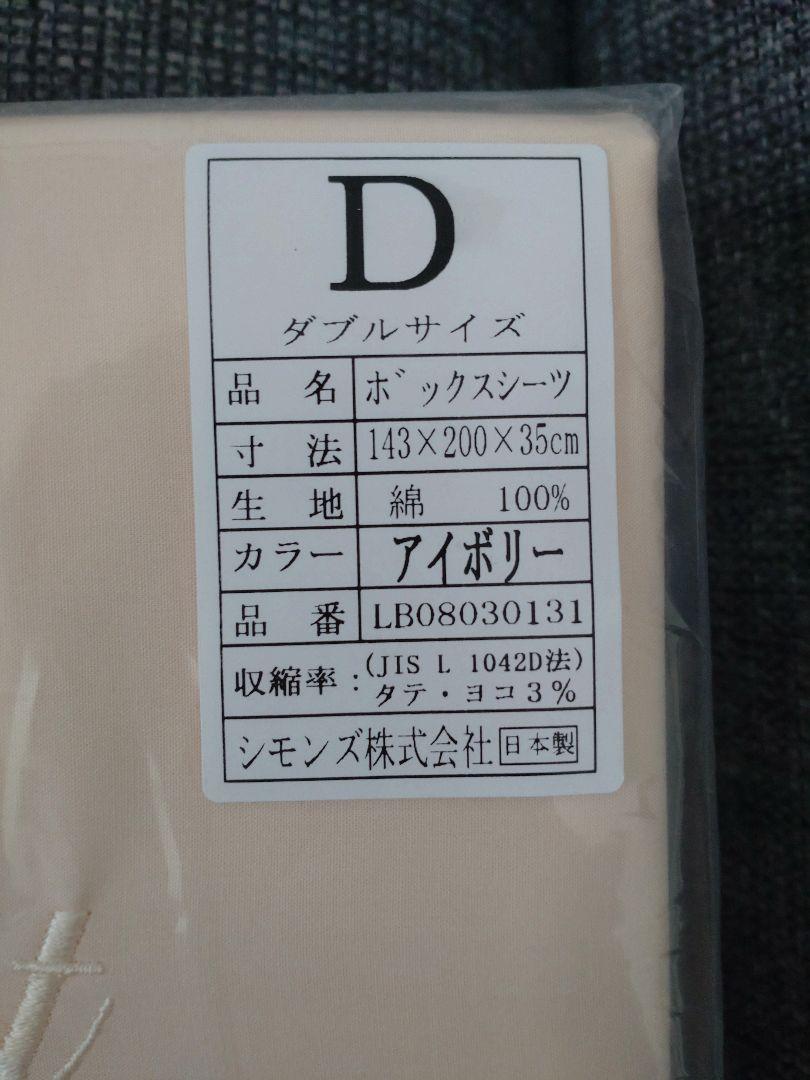 D
ダブルサイズ
品 名 ボックスシーツ
寸 法 143×200×35cm
生 地 綿 100%
カラー アイボリー
品 番 LB08030131
収縮率:(JIS L 1042D法)
タテ・ヨコ3%
シモンズ株式会社 日本製